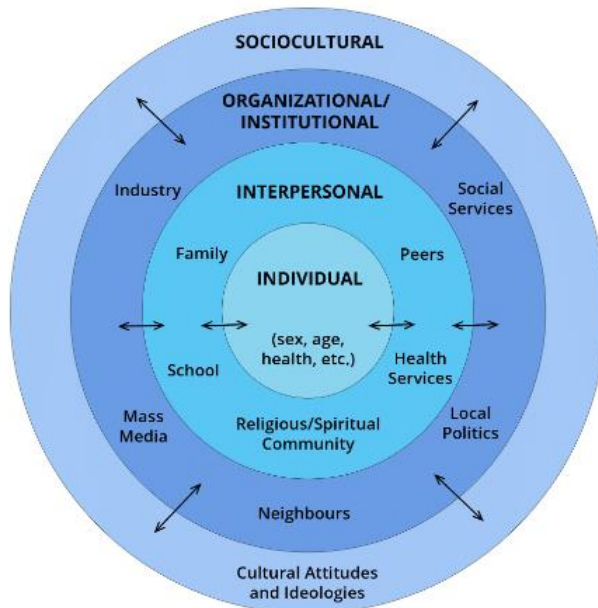 SOCIOCULTURAL
ORGANIZATIONAL/
INSTITUTIONAL
Industry
Social
Services
INTERPERSONAL
Family
Peers
INDIVIDUAL
(sex, age,
health, etc.)
School
Health
Services
Mass
Media
Religious/Spiritual
Community
Local
Politics
Neighbours
Cultural Attitudes
and Ideologies